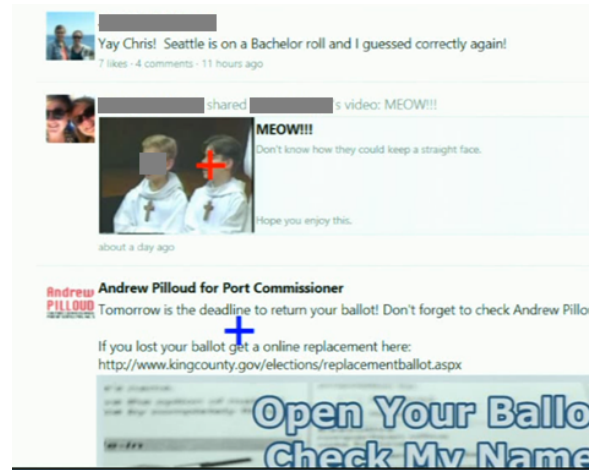 Yay Chris!  Seattle is on a Bachelor roll and I guessed correctly again!
7 likes · 4 comments · 11 hours ago
shared 's video: MEOW!!!
MEOW!!!
Don't know how they could keep a straight face.
Hope you enjoy this.
about a day ago
Andrew PILLOUD
Andrew Pilloud for Port Commissioner
Tomorrow is the deadline to return your ballot! Don't forget to check Andrew Pillo
If you lost your ballot get a online replacement here:
http://www.kingcounty.gov/elections/replacementballot.aspx
Open Your Ballo
Check My Name